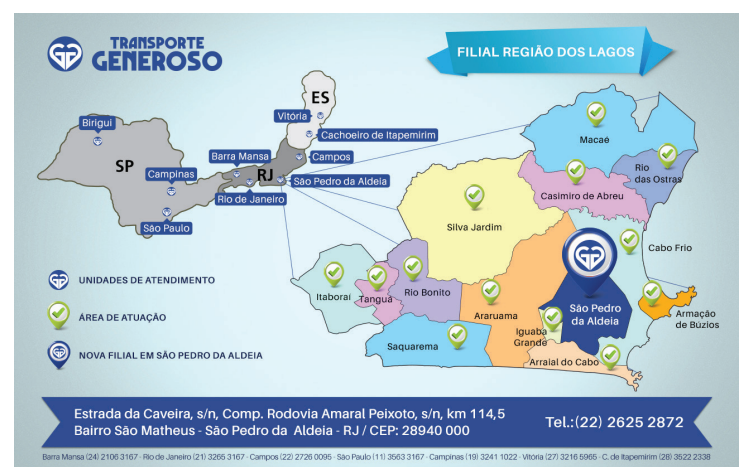 TRANSPORTE
GENEROSO
FILIAL REGIÃO DOS LAGOS
ES
Vitória
Cachoeiro de Itapemirim
Birigui
SP
Campinas
São Paulo
Barra Mansa
RJ
Campos
São Pedro da Aldeia
Rio de Janeiro
Macaé
Rio
das Ostras
Casimiro de Abreu
Silva Jardim
Cabo Frio
Itaboraí
Tanguá
Rio Bonito
Araruama
São Pedro
da Aldeia
Armação
de Búzios
Iguaba
Grande
Saquarema
Arraial do Cabo
UNIDADES DE ATENDIMENTO
ÁREA DE ATUAÇÃO
NOVA FILIAL EM SÃO PEDRO DA ALDEIA
Estrada da Caveira, s/n, Comp. Rodovia Amaral Peixoto, s/n, km 114,5
Bairro São Matheus - São Pedro da Aldeia - RJ / CEP: 28940 000
Tel.:(22) 2625 2872
Barra Mansa (24) 2106 3167 · Rio de Janeiro (21) 3265 3167 · Campos (22) 2726 0095 · São Paulo (11) 3563 3167 · Campinas (19) 3241 1022 · Vitória (27) 3216 5965 · C. de Itapemirim (28) 3522 2338